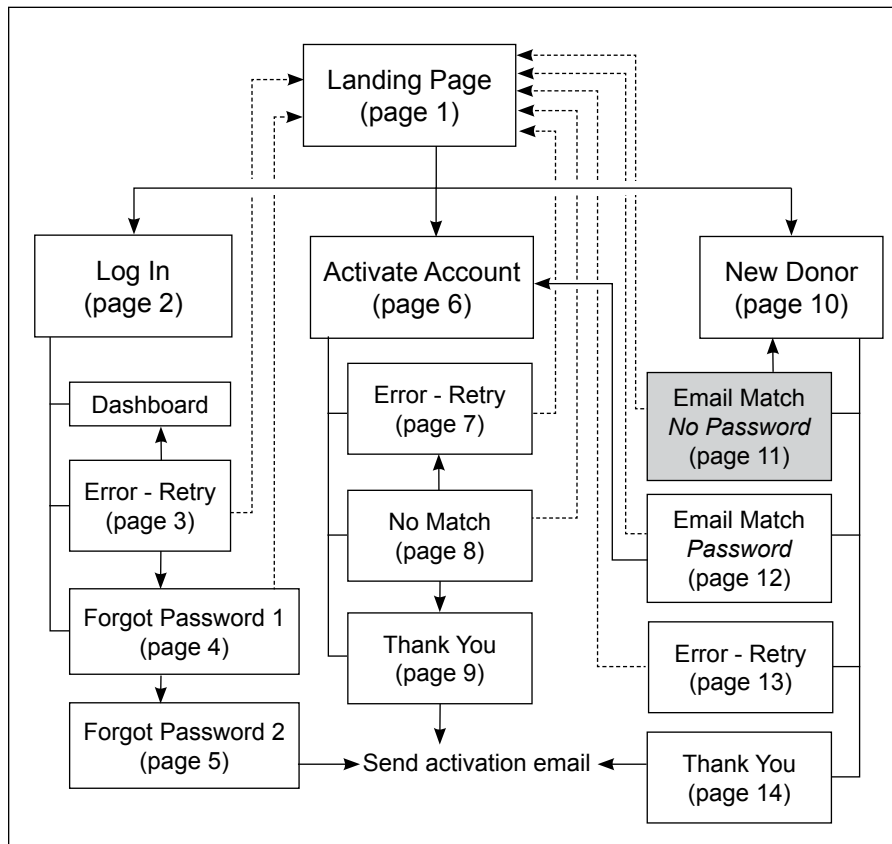 Landing Page
(page 1)
Log In
(page 2)
Activate Account
(page 6)
New Donor
(page 10)
Dashboard
Error - Retry
(page 3)
Forgot Password 1
(page 4)
Forgot Password 2
(page 5)
Error - Retry
(page 7)
No Match
(page 8)
Thank You
(page 9)
Send activation email
Email Match
No Password
(page 11)
Email Match
Password
(page 12)
Error - Retry
(page 13)
Thank You
(page 14)